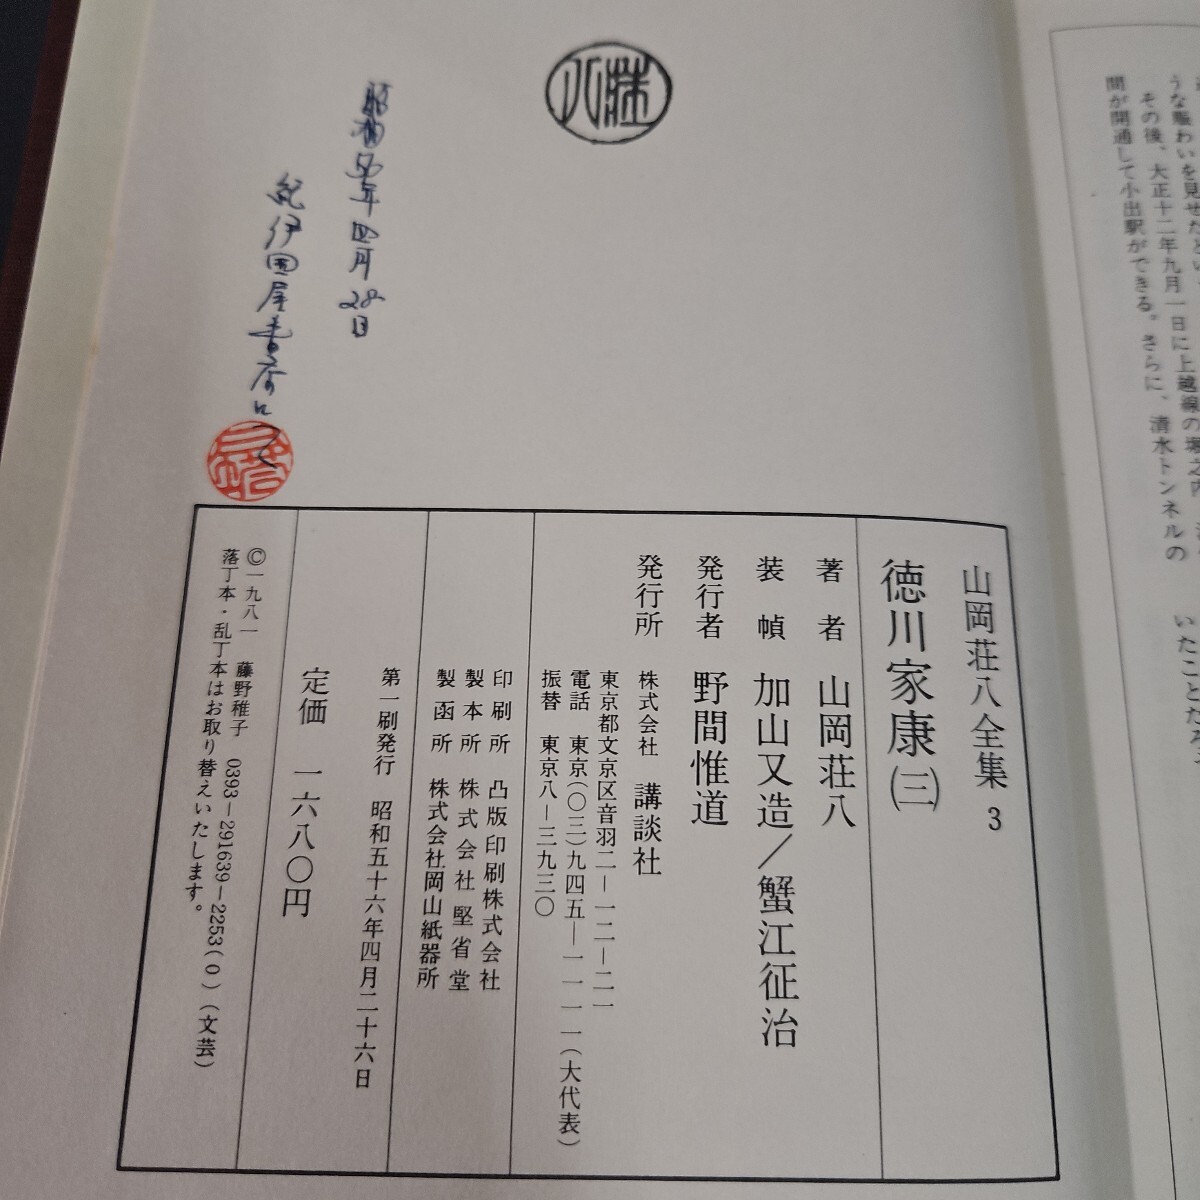 う な賑わいを見せたとい
その後、大正十二年九月一日に上越線の
間が開通して小出駅ができる。さらに、清水トンネルの
いたことだろう
荘八
昭和56年四月28日
紀伊國屋書店にて
山岡荘八全集 3
徳川家康(三)
著者 山岡荘八
装幀 加山又造/蟹江征治
発行者 野間惟道
発行所 株式会社 講談社
東京都文京区音羽二—一二—二一
電話 東京(〇三)九四五—一一一一(大代表)
振替 東京八—三九三〇
印刷所 凸版印刷株式会社
製本所 株式会社堅省堂
製函所 株式会社岡山紙器所
第一刷発行 昭和五十六年四月二十六日
定価 一六八〇円
©一九八一 藤野稚子 0393—291639—2253(0)(文芸)
落丁本・乱丁本はお取り替えいたします。